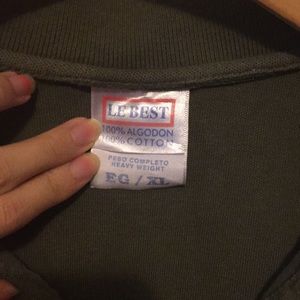 LE BEST
100% ALGODON
100% COTTON
PESO COMPLETO
HEAVY WEIGHT
EG / XL